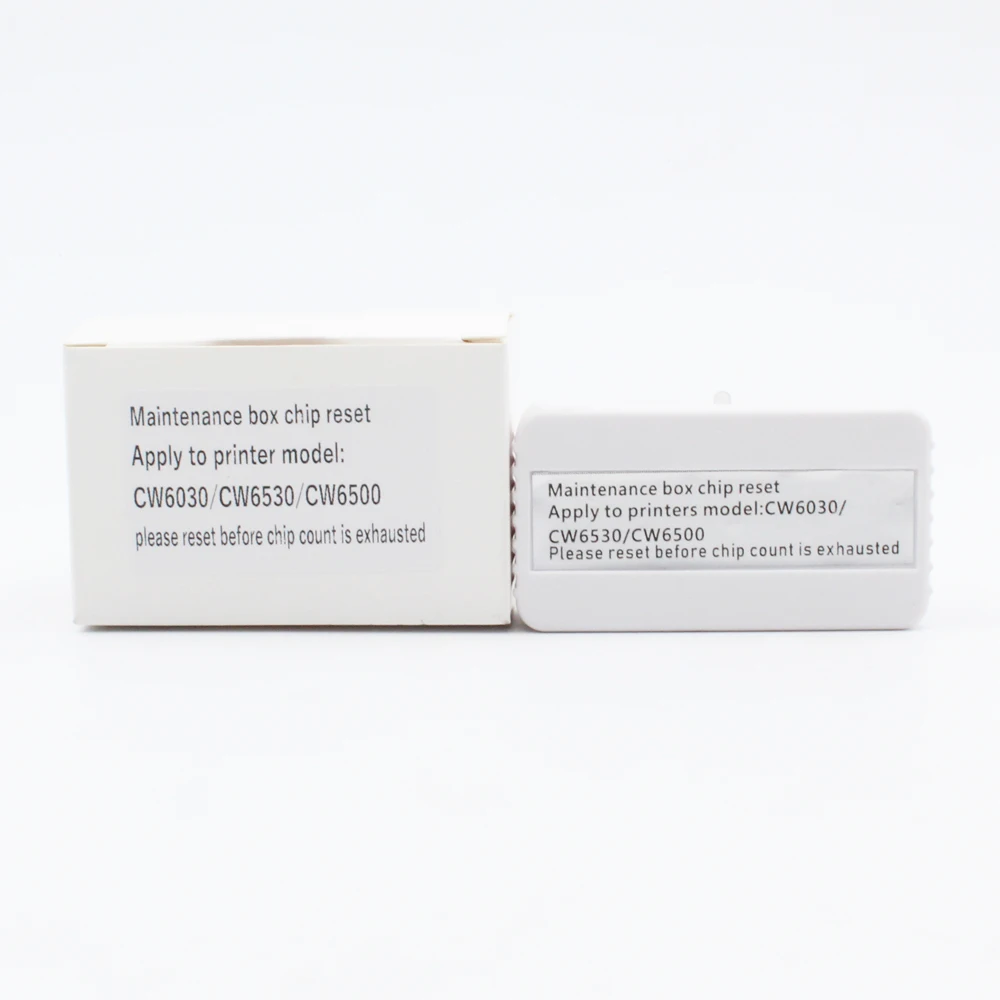 Maintenance box chip reset
Apply to printer model:
CW6030/CW6530/CW6500
please reset before chip count is exhausted
Maintenance box chip reset
Apply to printers model:CW6030/
CW6530/CW6500
Please reset before chip count is exhausted